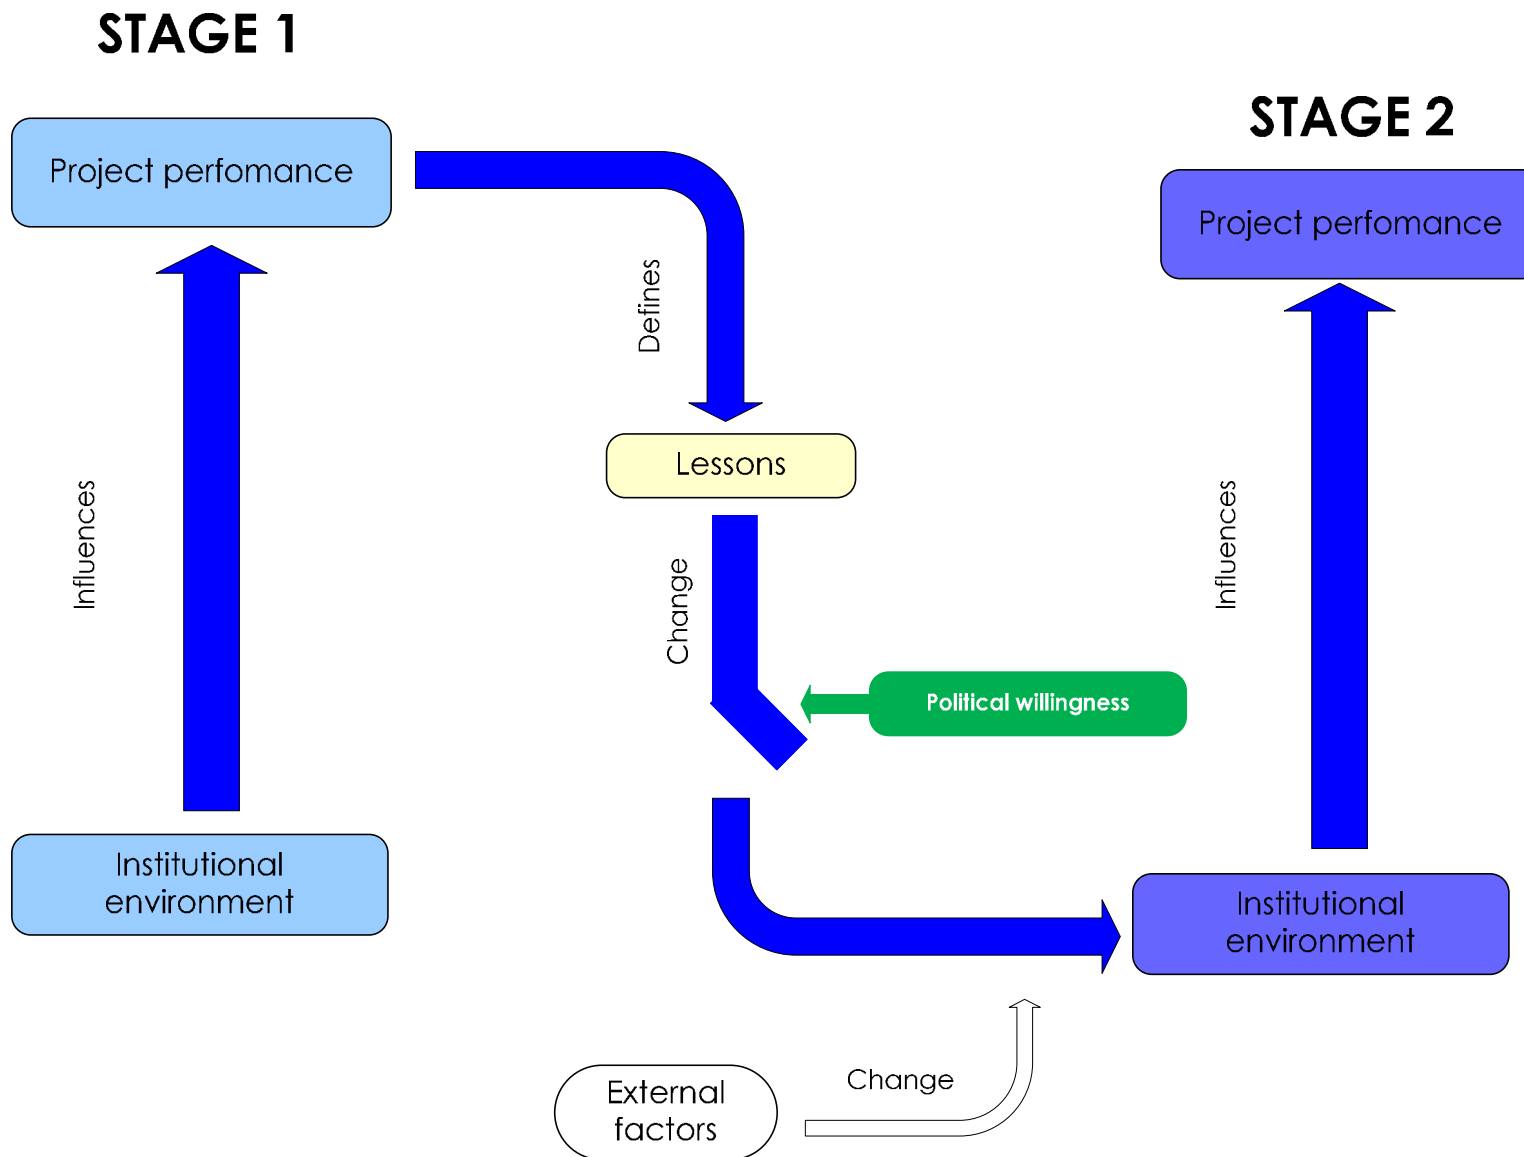 STAGE 1
STAGE 2
Project perfomance
Project perfomance
Defines
Lessons
Influences
Influences
Change
Political willingness
Institutional
environment
Institutional
environment
Change
External
factors